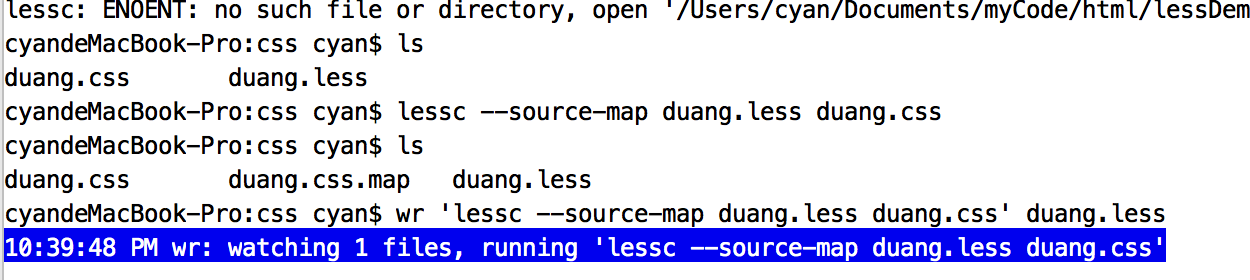 lessc: ENOENT: no such file or directory, open '/Users/cyan/Documents/myCode/html/lessDem
cyandeMacBook-Pro:css cyan$ ls
duang.css duang.less
cyandeMacBook-Pro:css cyan$ lessc --source-map duang.less duang.css
cyandeMacBook-Pro:css cyan$ ls
duang.css duang.css.map duang.less
cyandeMacBook-Pro:css cyan$ wr 'lessc --source-map duang.less duang.css' duang.less
10:39:48 PM wr: watching 1 files, running 'lessc --source-map duang.less duang.css'